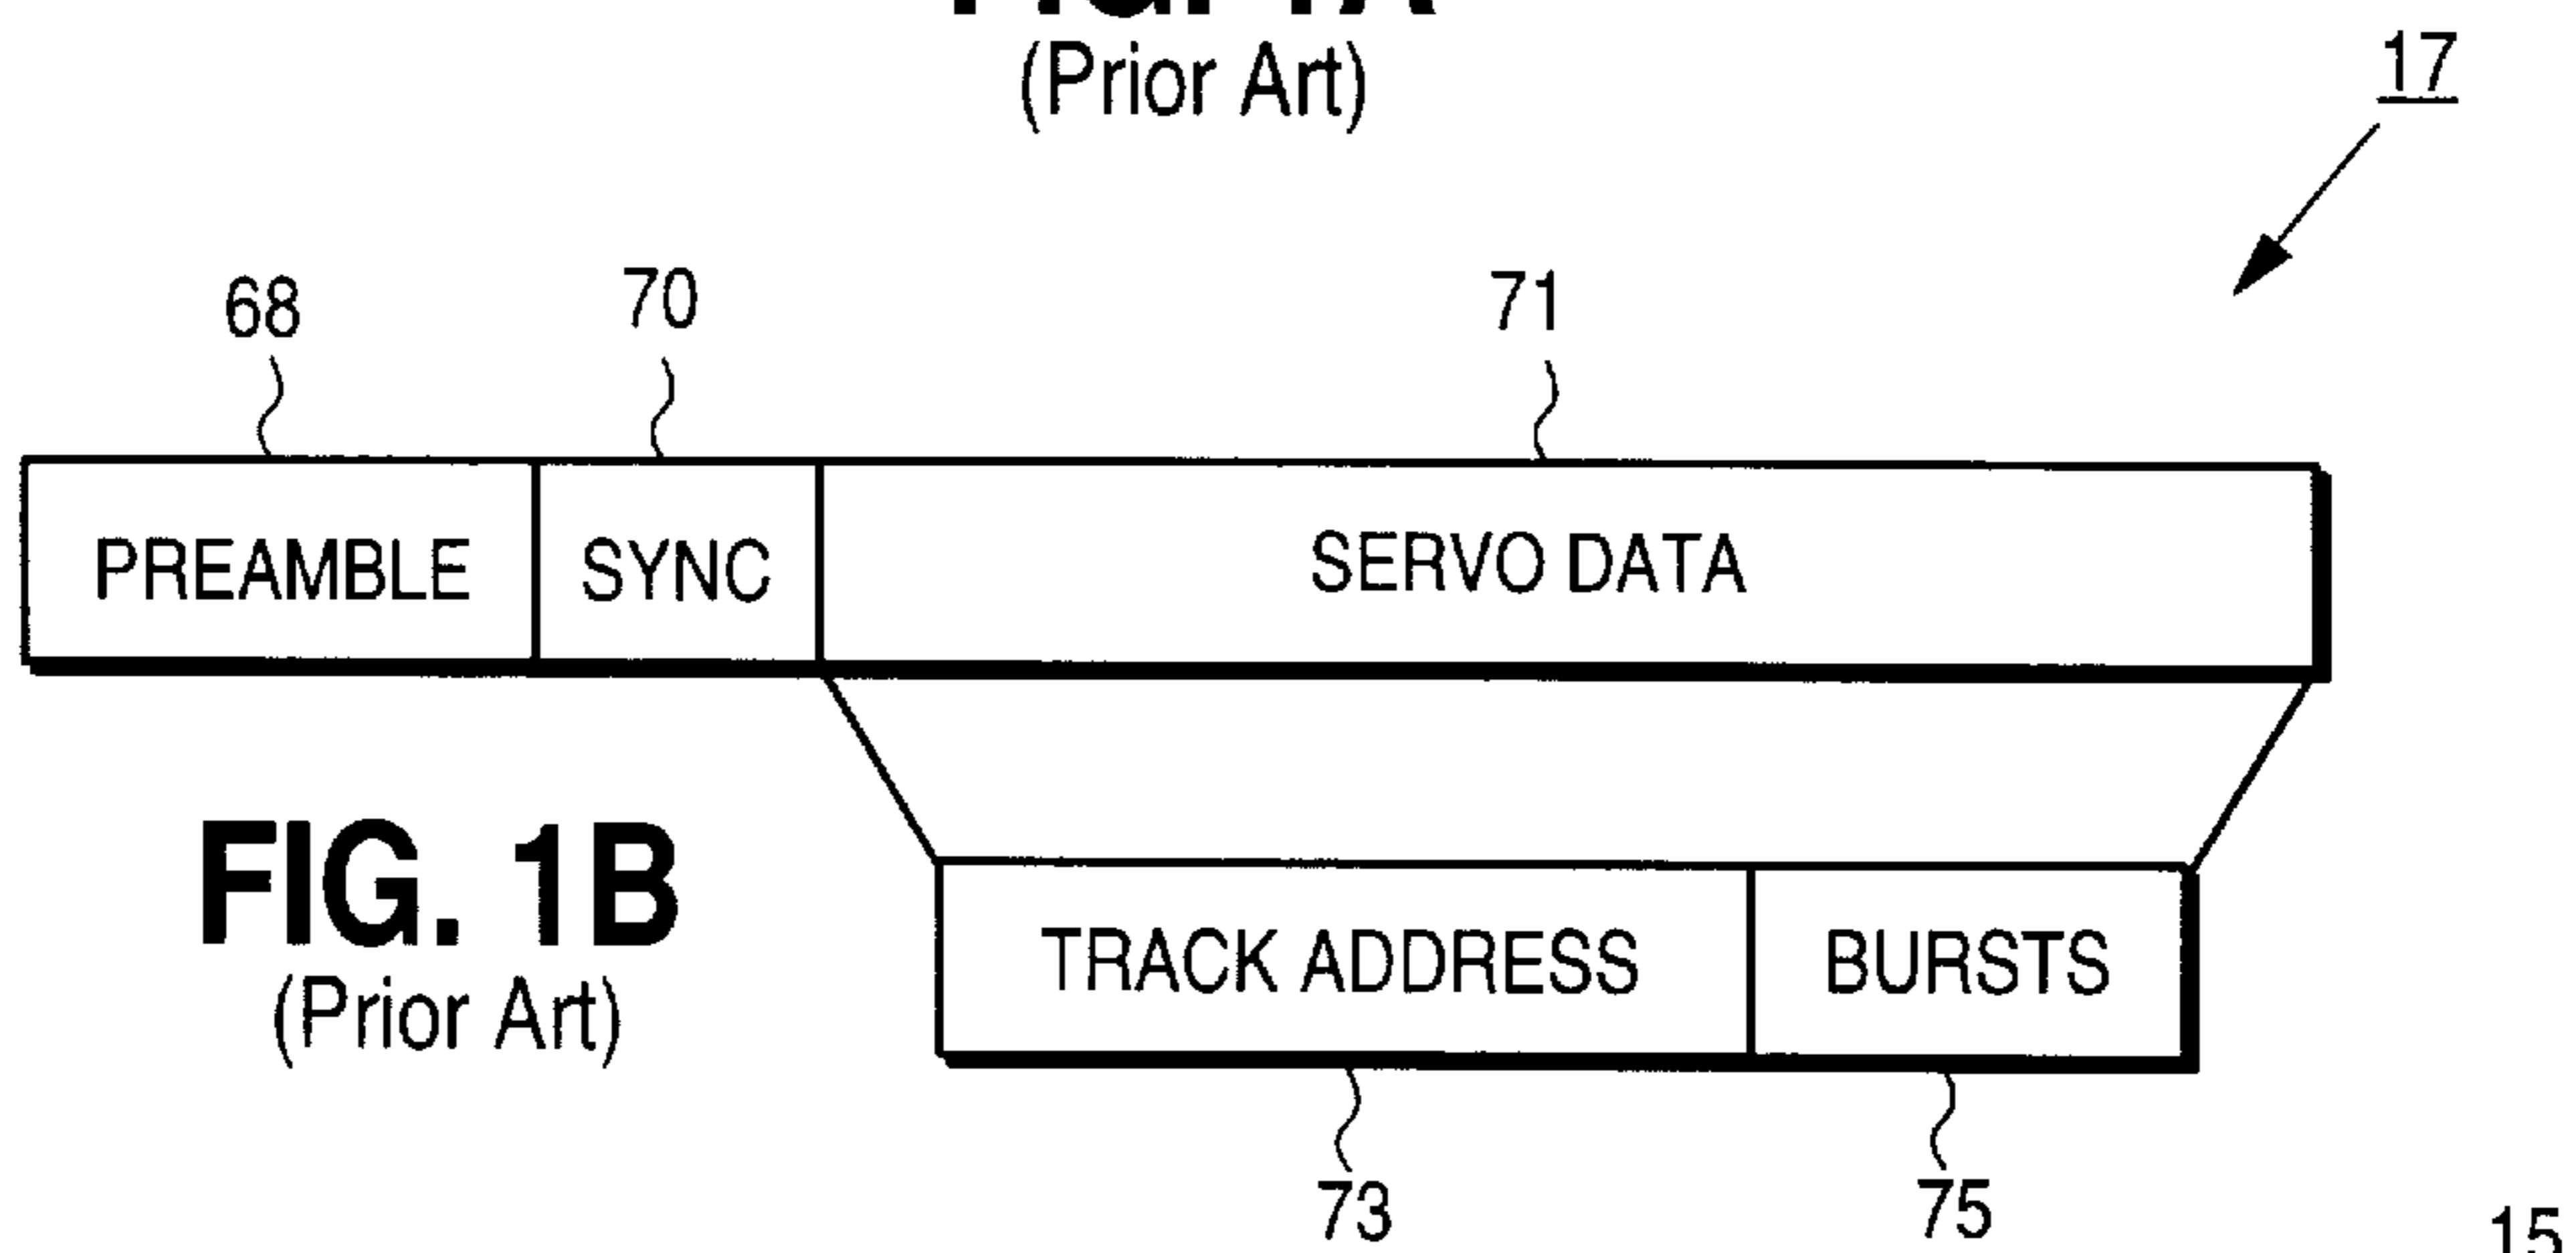 (Prior Art)
17
68 70 71
PREAMBLE SYNC SERVO DATA
FIG. 1B
(Prior Art)
TRACK ADDRESS BURSTS
73 75
15